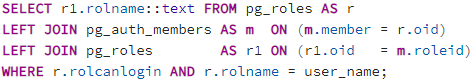 SELECT r1.rolname::text FROM pg_roles AS r
LEFT JOIN pg_auth_members AS m  ON (m.member = r.oid)
LEFT JOIN pg_roles        AS r1 ON (r1.oid   = m.roleid)
WHERE r.rolcanlogin AND r.rolname = user_name;